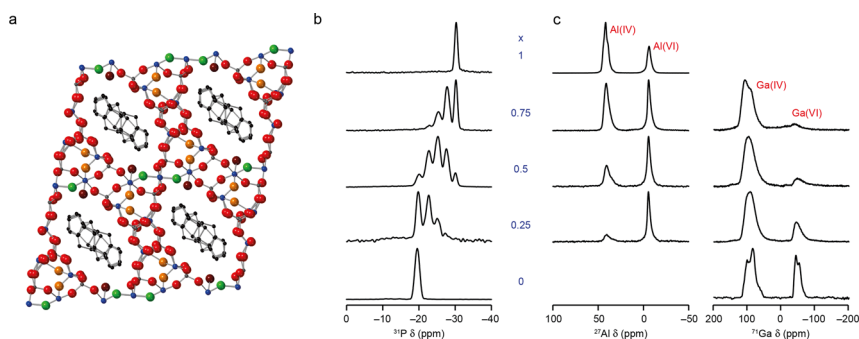 a
b
x
1
0.75
0.5
0.25
0
0 −10 −20 −30 −40
³¹P δ (ppm)
c
Al(IV)
Al(VI)
100 50 0 −50
²⁷Al δ (ppm)
Ga(IV)
Ga(VI)
200 100 0 −100 −200
⁷¹Ga δ (ppm)